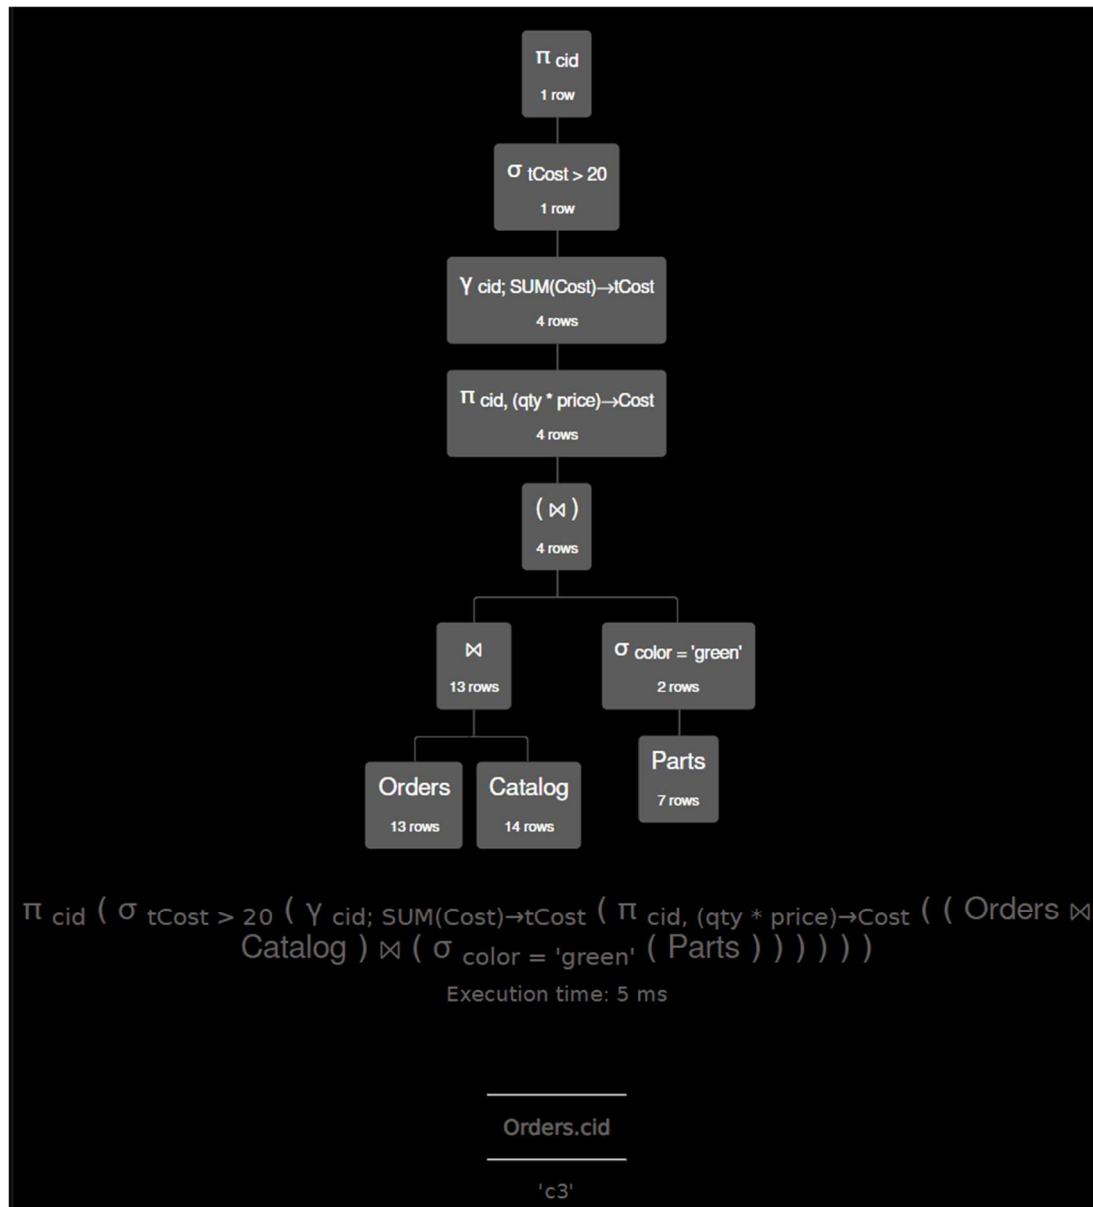 π cid
1 row
σ tCost > 20
1 row
γ cid; SUM(Cost)→tCost
4 rows
π cid, (qty * price)→Cost
4 rows
( ⋈ )
4 rows
⋈
13 rows
σ color = 'green'
2 rows
Orders
13 rows
Catalog
14 rows
Parts
7 rows
π cid ( σ tCost > 20 ( γ cid; SUM(Cost)→tCost ( π cid, (qty * price)→Cost ( ( Orders ⋈
Catalog ) ⋈ ( σ color = 'green' ( Parts ) ) ) ) ) )
Execution time: 5 ms
Orders.cid
'c3'